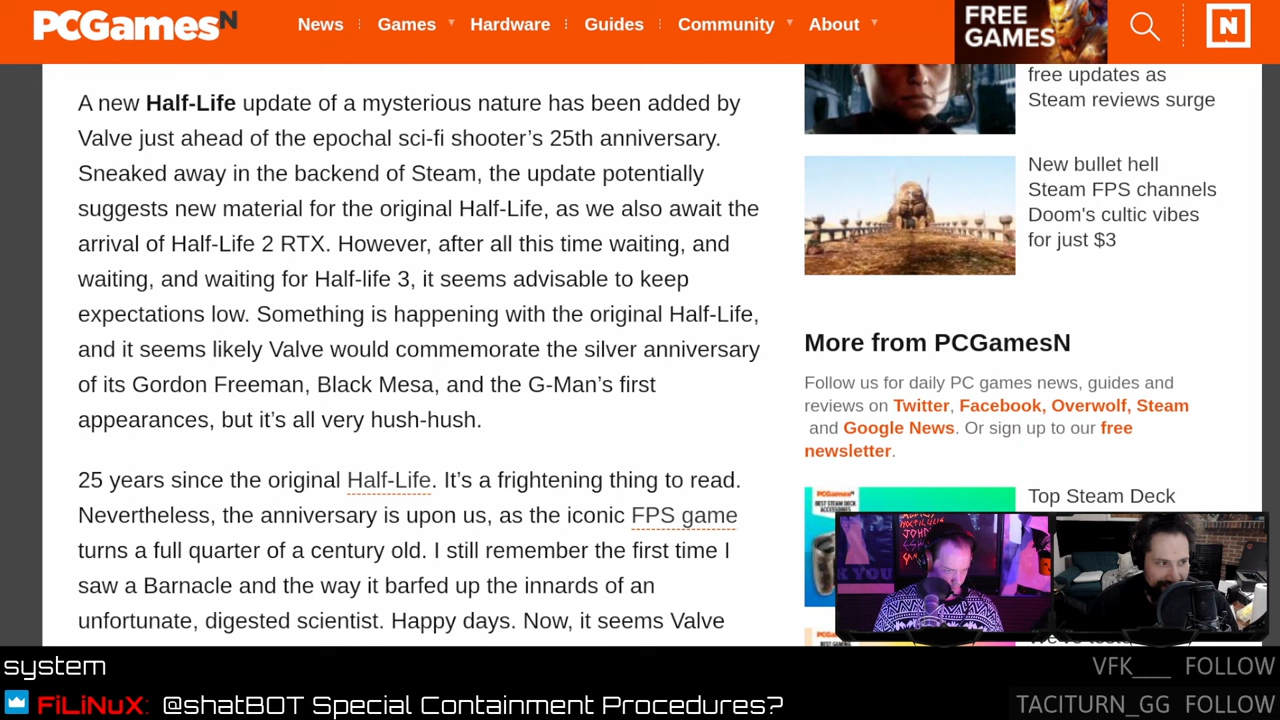 PCGamesN
News
Games
Hardware
Guides
Community
About
FREE
GAMES
N
A new Half-Life update of a mysterious nature has been added by
Valve just ahead of the epochal sci-fi shooter’s 25th anniversary.
Sneaked away in the backend of Steam, the update potentially
suggests new material for the original Half-Life, as we also await the
arrival of Half-Life 2 RTX. However, after all this time waiting, and
waiting, and waiting for Half-life 3, it seems advisable to keep
expectations low. Something is happening with the original Half-Life,
and it seems likely Valve would commemorate the silver anniversary
of its Gordon Freeman, Black Mesa, and the G-Man’s first
appearances, but it’s all very hush-hush.
25 years since the original Half-Life. It’s a frightening thing to read.
Nevertheless, the anniversary is upon us, as the iconic FPS game
turns a full quarter of a century old. I still remember the first time I
saw a Barnacle and the way it barfed up the innards of an
unfortunate, digested scientist. Happy days. Now, it seems Valve
free updates as
Steam reviews surge
New bullet hell
Steam FPS channels
Doom's cultic vibes
for just $3
More from PCGamesN
Follow us for daily PC games news, guides and
reviews on Twitter, Facebook, Overwolf, Steam
and Google News. Or sign up to our free
newsletter.
PCGamesN
BEST STEAM DECK
ACCESSORIES
Top Steam Deck
system
FiLiNuX: @shatBOT Special Containment Procedures?
VFK___ FOLLOW
TACITURN_GG FOLLOW